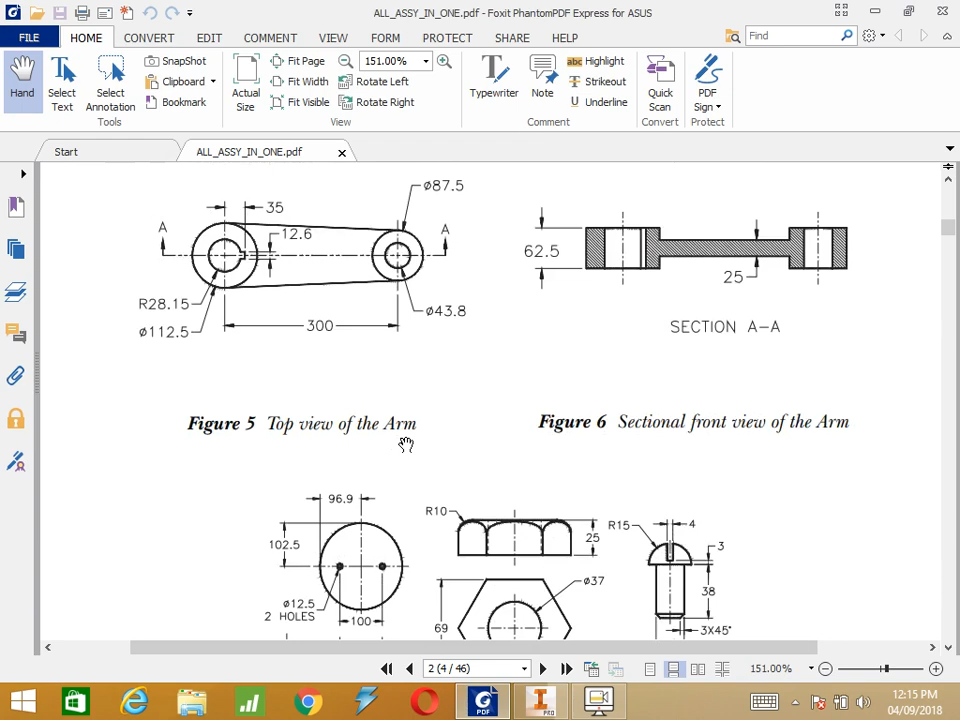 ALL_ASSY_IN_ONE.pdf - Foxit PhantomPDF Express for ASUS
FILE HOME CONVERT EDIT COMMENT VIEW FORM PROTECT SHARE HELP Find
Hand
Select Text
Select Annotation
SnapShot
Clipboard
Bookmark
Tools
Actual Size
Fit Page
Fit Width
Fit Visible
151.00%
Rotate Left
Rotate Right
View
Typewriter
Note
abc Highlight
abc Strikeout
U Underline
Comment
Quick Scan
Convert
PDF Sign
Protect
Start ALL_ASSY_IN_ONE.pdf
ø87.5
35
A
12.6
A
R28.15
ø112.5
300
ø43.8
62.5
25
SECTION A-A
Figure 5 Top view of the Arm
Figure 6 Sectional front view of the Arm
96.9
102.5
ø12.5
2 HOLES
100
R10
25
ø37
69
R15
4
3
38
3X45°
2 (4 / 46)
151.00%
PDF
PRO
12:15 PM
04/09/2018